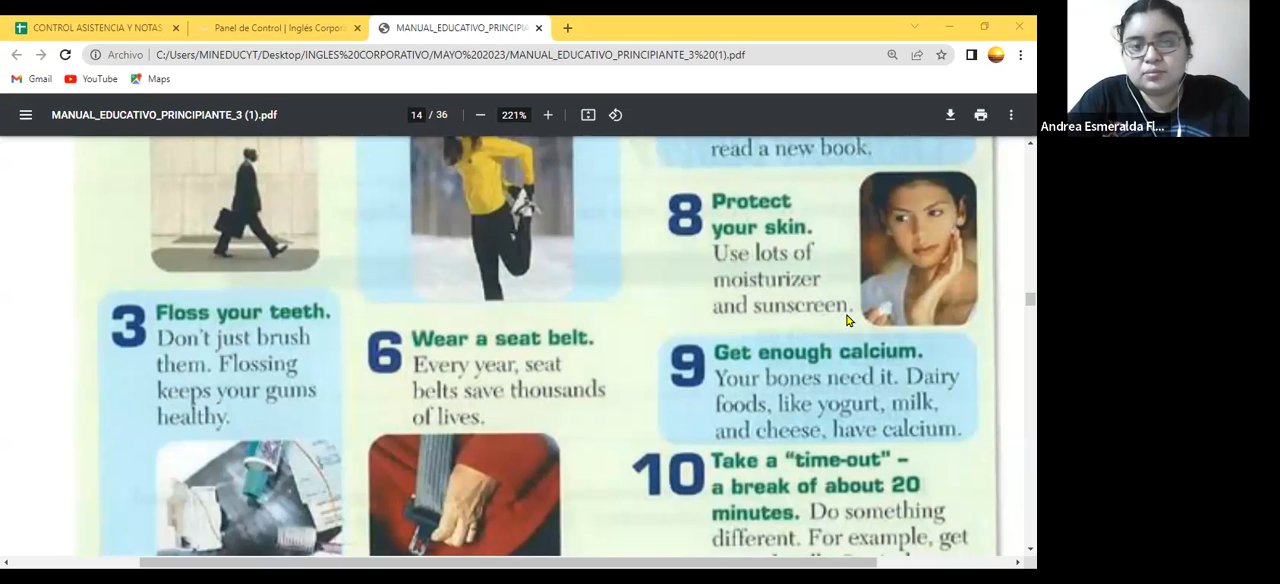 CONTROL ASISTENCIA Y NOTAS
Panel de Control | Inglés Corpora
MANUAL_EDUCATIVO_PRINCIPIA
Archivo
C:/Users/MINEDUCYT/Desktop/INGLES%20CORPORATIVO/MAYO%202023/MANUAL_EDUCATIVO_PRINCIPIANTE_3%20(1).pdf
Gmail
YouTube
Maps
MANUAL_EDUCATIVO_PRINCIPIANTE_3 (1).pdf
14 / 36
221%
Andrea Esmeralda Fl...
3 Floss your teeth.
Don't just brush
them. Flossing
keeps your gums
healthy.
6 Wear a seat belt.
Every year, seat
belts save thousands
of lives.
read a new book.
8 Protect
your skin.
Use lots of
moisturizer
and sunscreen.
9 Get enough calcium.
Your bones need it. Dairy
foods, like yogurt, milk,
and cheese, have calcium.
10 Take a “time-out” –
a break of about 20
minutes. Do something
different. For example, get